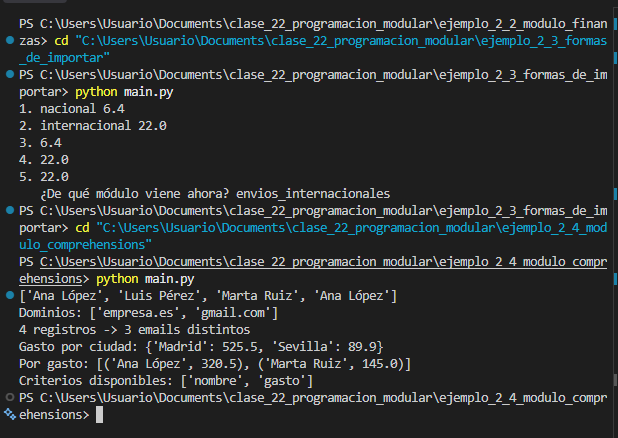 PS C:\Users\Usuario\Documents\clase_22_programacion_modular\ejemplo_2_2_modulo_finan
zas> cd "C:\Users\Usuario\Documents\clase_22_programacion_modular\ejemplo_2_3_formas
_de_importar"
PS C:\Users\Usuario\Documents\clase_22_programacion_modular\ejemplo_2_3_formas_de_im
portar> python main.py
1. nacional 6.4
2. internacional 22.0
3. 6.4
4. 22.0
5. 22.0
¿De qué módulo viene ahora? envios_internacionales
PS C:\Users\Usuario\Documents\clase_22_programacion_modular\ejemplo_2_3_formas_de_im
portar> cd "C:\Users\Usuario\Documents\clase_22_programacion_modular\ejemplo_2_4_mod
ulo_comprehensions"
PS C:\Users\Usuario\Documents\clase_22_programacion_modular\ejemplo_2_4_modulo_compr
ehensions> python main.py
['Ana López', 'Luis Pérez', 'Marta Ruiz', 'Ana López']
Dominios: ['empresa.es', 'gmail.com']
4 registros -> 3 emails distintos
Gasto por ciudad: {'Madrid': 525.5, 'Sevilla': 89.9}
Por gasto: [('Ana López', 320.5), ('Marta Ruiz', 145.0)]
Criterios disponibles: ['nombre', 'gasto']
PS C:\Users\Usuario\Documents\clase_22_programacion_modular\ejemplo_2_4_modulo_compr
ehensions>